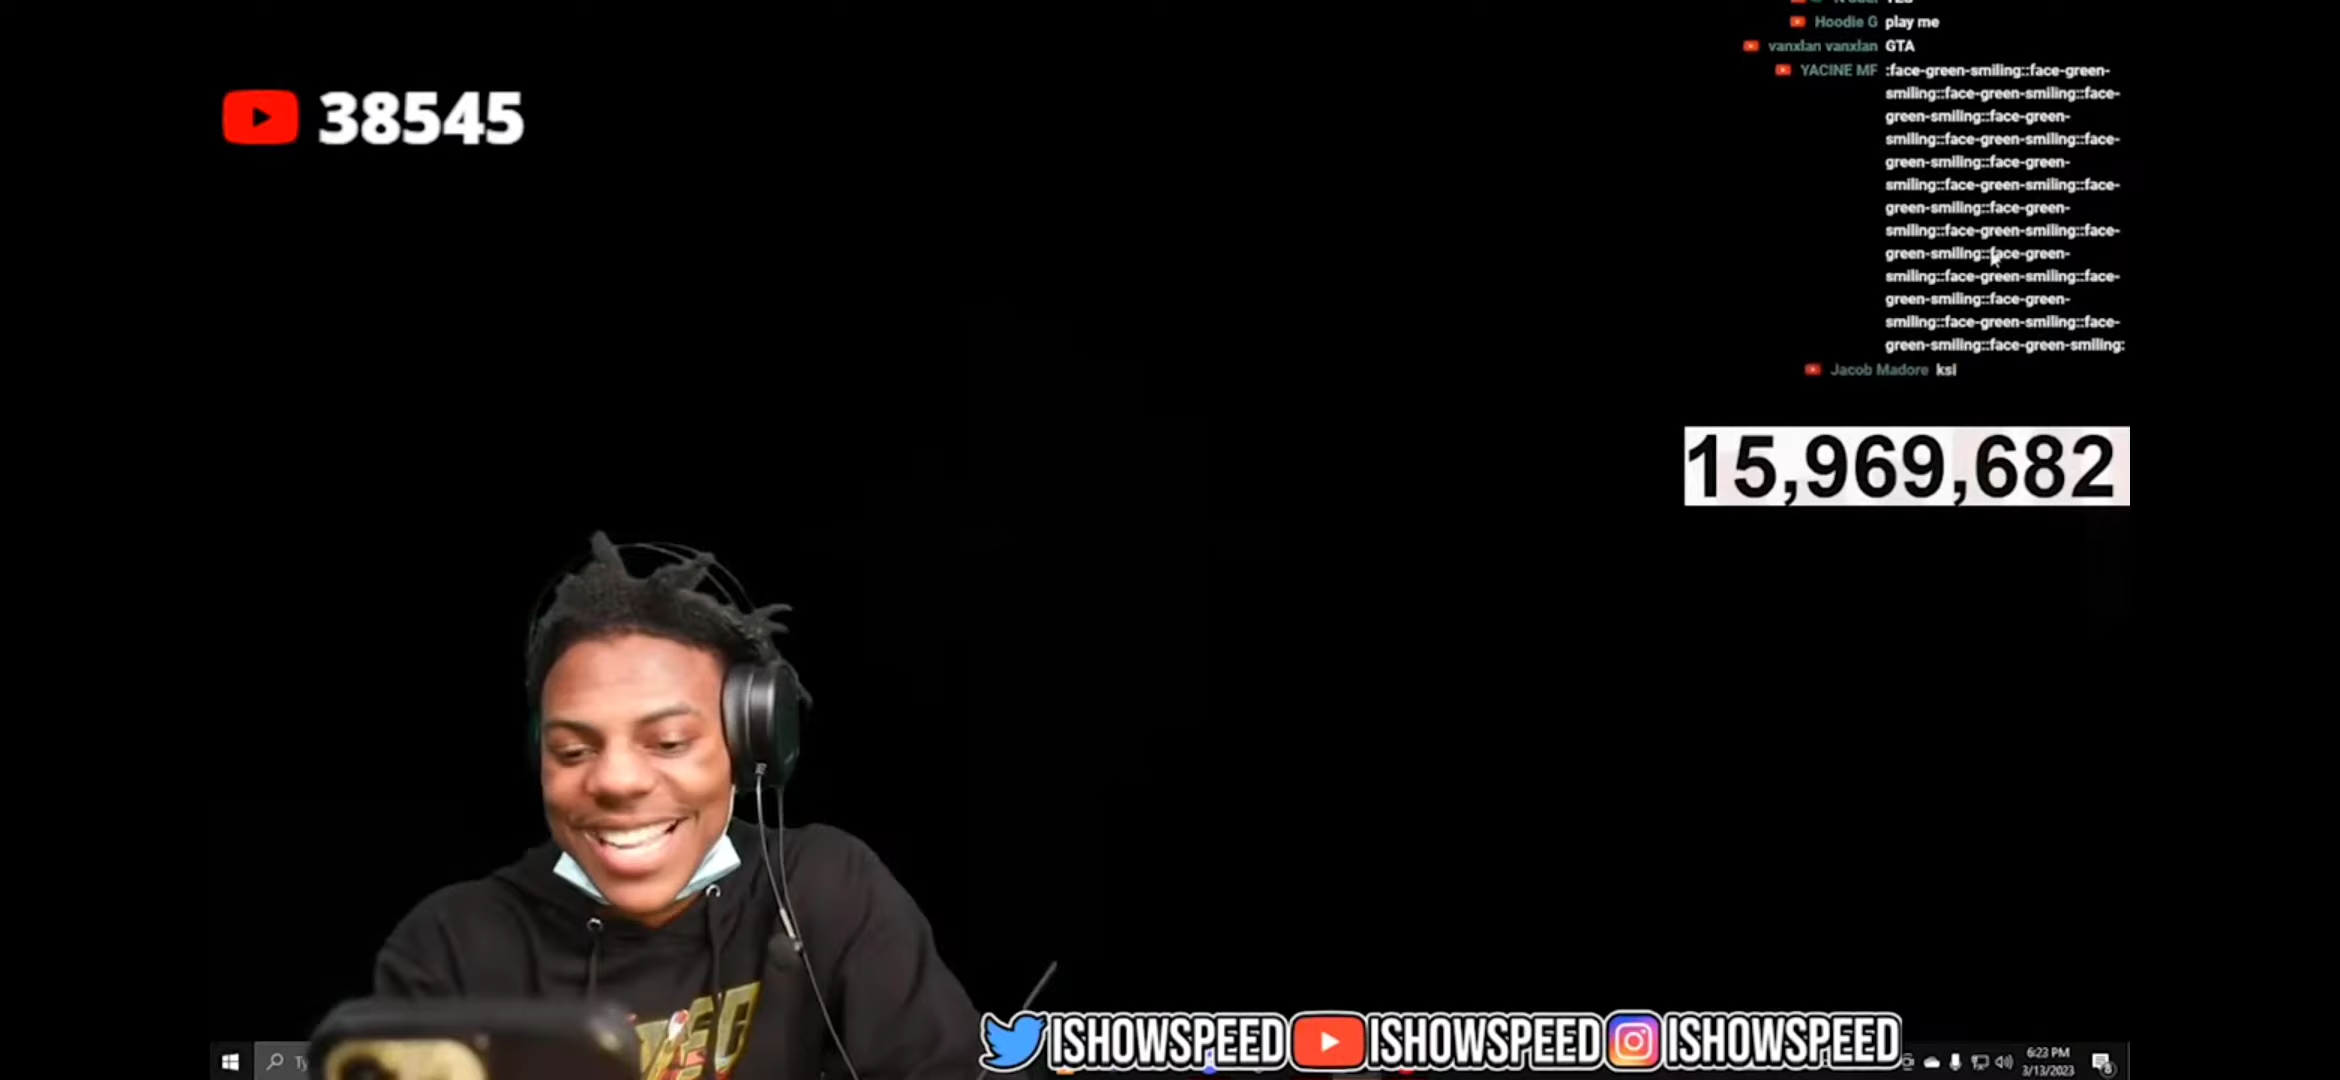 YES
Hoodie G play me
vanxlan vanxlan GTA
38545
YACINE MF :face-green-smiling::face-green-
smiling::face-green-smiling::face-
green-smiling::face-green-
smiling::face-green-smiling::face-
green-smiling::face-green-
smiling::face-green-smiling::face-
green-smiling::face-green-
smiling::face-green-smiling::face-
green-smiling::face-green-
smiling::face-green-smiling::face-
green-smiling::face-green-
smiling::face-green-smiling::face-
green-smiling::face-green-smiling:
Jacob Madore ksi
15,969,682
ISHOWSPEED ISHOWSPEED ISHOWSPEED
6:23 PM
3/13/2023